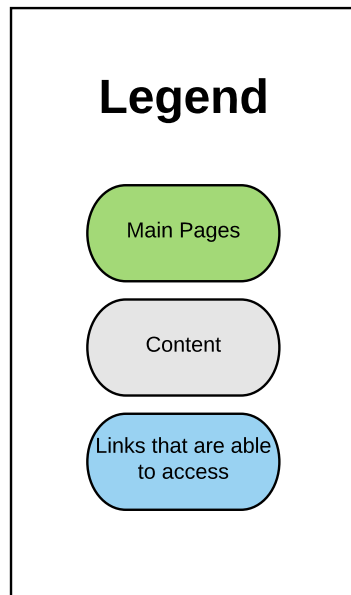 Legend
Main Pages
Content
Links that are able
to access